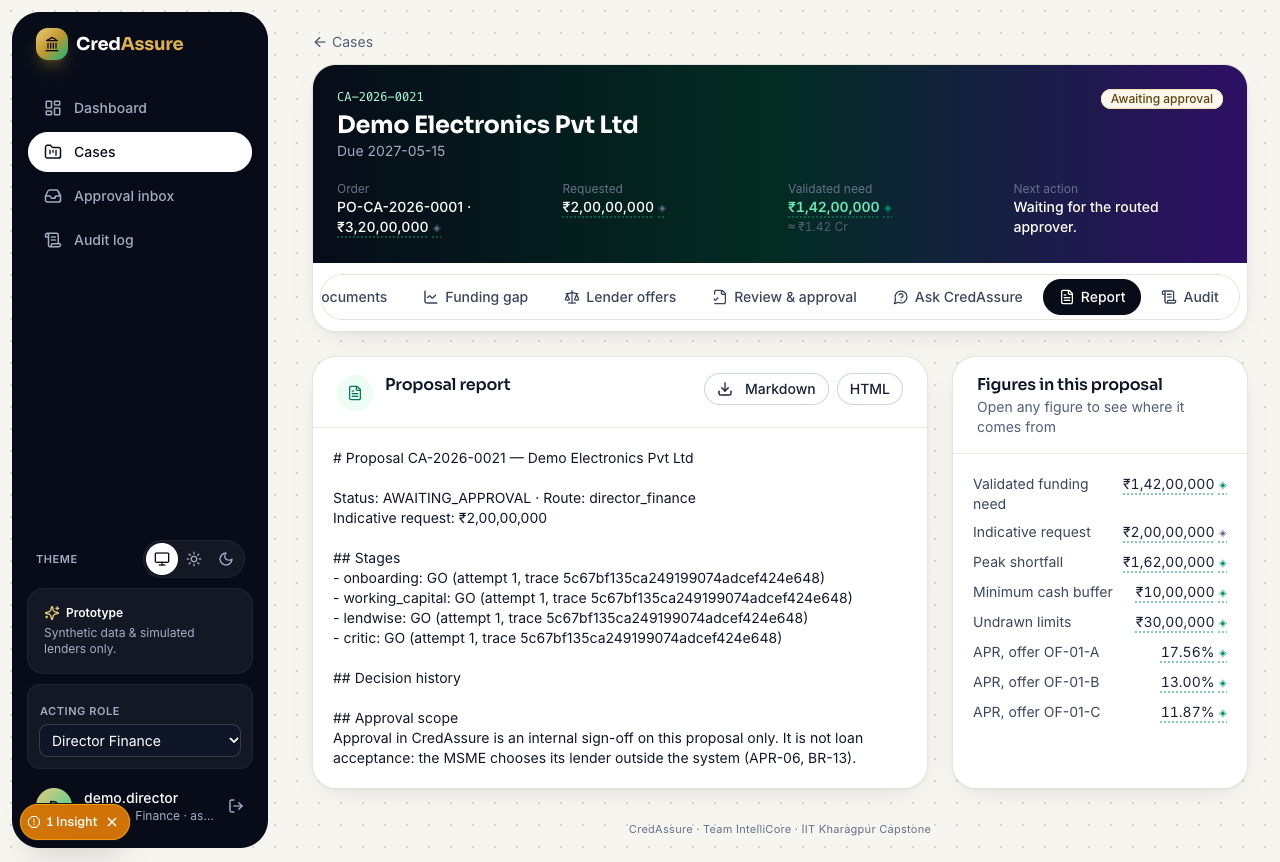 CredAssure
Dashboard
Cases
Approval inbox
Audit log
THEME
Prototype
Synthetic data & simulated
lenders only.
ACTING ROLE
Director Finance
demo.director
Finance · as...
1 Insight
← Cases
CA-2026-0021
Awaiting approval
Demo Electronics Pvt Ltd
Due 2027-05-15
Order
PO-CA-2026-0001 ·
₹3,20,00,000
Requested
₹2,00,00,000
Validated need
₹1,42,00,000
≈ ₹1.42 Cr
Next action
Waiting for the routed
approver.
ocuments
Funding gap
Lender offers
Review & approval
Ask CredAssure
Report
Audit
Proposal report
Markdown
HTML
# Proposal CA-2026-0021 — Demo Electronics Pvt Ltd
Status: AWAITING_APPROVAL · Route: director_finance
Indicative request: ₹2,00,00,000
## Stages
- onboarding: GO (attempt 1, trace 5c67bf135ca249199074adcef424e648)
- working_capital: GO (attempt 1, trace 5c67bf135ca249199074adcef424e648)
- lendwise: GO (attempt 1, trace 5c67bf135ca249199074adcef424e648)
- critic: GO (attempt 1, trace 5c67bf135ca249199074adcef424e648)
## Decision history
## Approval scope
Approval in CredAssure is an internal sign-off on this proposal only. It is not loan
acceptance: the MSME chooses its lender outside the system (APR-06, BR-13).
Figures in this proposal
Open any figure to see where it
comes from
Validated funding
need
₹1,42,00,000
Indicative request ₹2,00,00,000
Peak shortfall ₹1,62,00,000
Minimum cash buffer ₹10,00,000
Undrawn limits ₹30,00,000
APR, offer OF-01-A 17.56%
APR, offer OF-01-B 13.00%
APR, offer OF-01-C 11.87%
CredAssure · Team IntelliCore · IIT Kharagpur Capstone